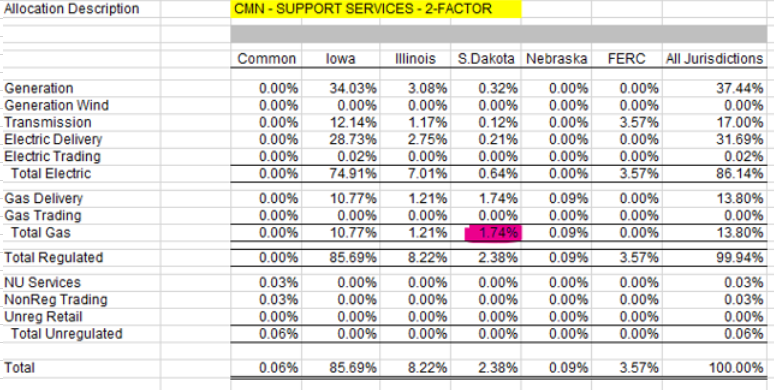 Allocation Description CMN - SUPPORT SERVICES - 2-FACTOR
Common Iowa Illinois S.Dakota Nebraska FERC All Jurisdictions
Generation 0.00% 34.03% 3.08% 0.32% 0.00% 0.00% 37.44%
Generation Wind 0.00% 0.00% 0.00% 0.00% 0.00% 0.00% 0.00%
Transmission 0.00% 12.14% 1.17% 0.12% 0.00% 3.57% 17.00%
Electric Delivery 0.00% 28.73% 2.75% 0.21% 0.00% 0.00% 31.69%
Electric Trading 0.00% 0.02% 0.00% 0.00% 0.00% 0.00% 0.02%
Total Electric 0.00% 74.91% 7.01% 0.64% 0.00% 3.57% 86.14%
Gas Delivery 0.00% 10.77% 1.21% 1.74% 0.09% 0.00% 13.80%
Gas Trading 0.00% 0.00% 0.00% 0.00% 0.00% 0.00% 0.00%
Total Gas 0.00% 10.77% 1.21% 1.74% 0.09% 0.00% 13.80%
Total Regulated 0.00% 85.69% 8.22% 2.38% 0.09% 3.57% 99.94%
NU Services 0.03% 0.00% 0.00% 0.00% 0.00% 0.00% 0.03%
NonReg Trading 0.03% 0.00% 0.00% 0.00% 0.00% 0.00% 0.03%
Unreg Retail 0.00% 0.00% 0.00% 0.00% 0.00% 0.00% 0.00%
Total Unregulated 0.06% 0.00% 0.00% 0.00% 0.00% 0.00% 0.06%
Total 0.06% 85.69% 8.22% 2.38% 0.09% 3.57% 100.00%